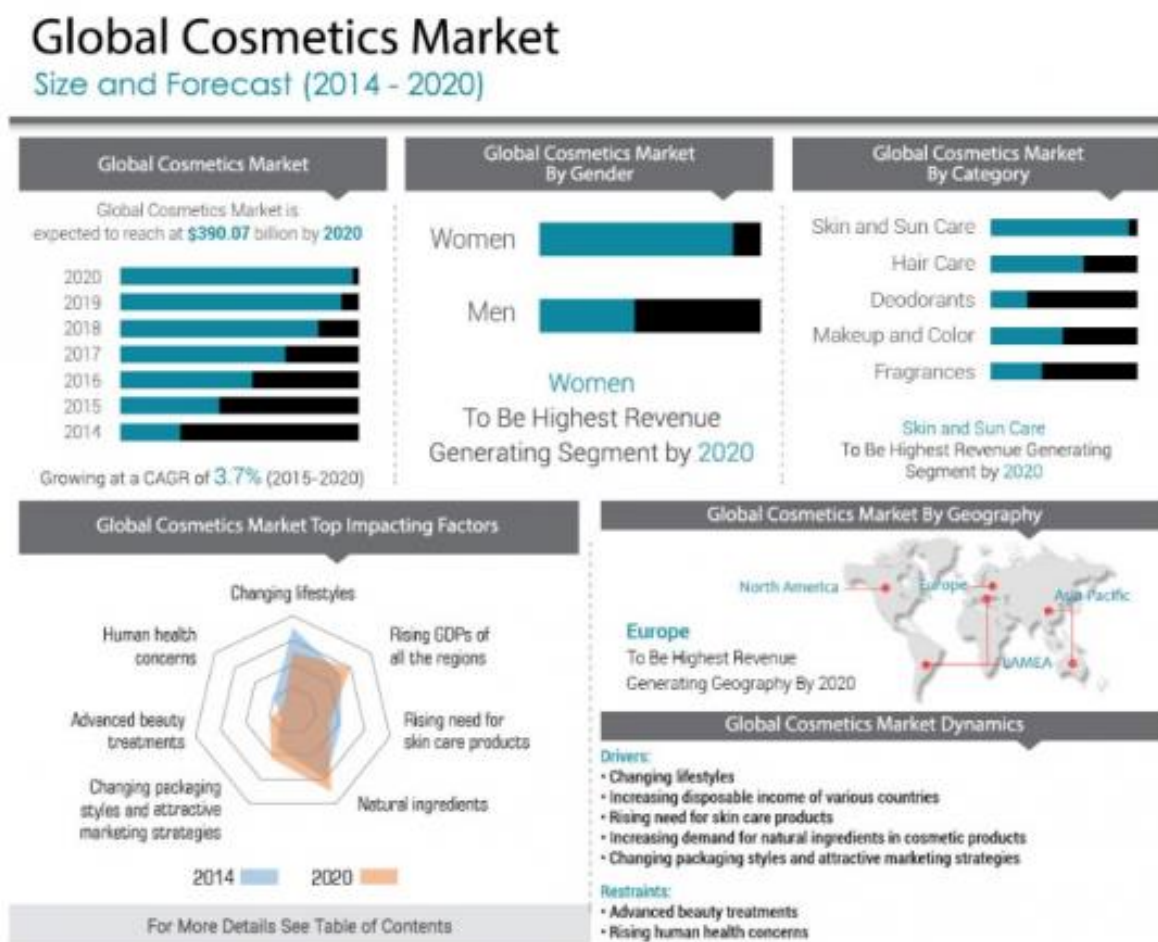 Global Cosmetics Market
Size and Forecast (2014 - 2020)
Global Cosmetics Market
Global Cosmetics Market is
expected to reach at $390.07 billion by 2020
2020
2019
2018
2017
2016
2015
2014
Growing at a CAGR of 3.7% (2015-2020)
Global Cosmetics Market
By Gender
Women
Men
Women
To Be Highest Revenue
Generating Segment by 2020
Global Cosmetics Market
By Category
Skin and Sun Care
Hair Care
Deodorants
Makeup and Color
Fragrances
Skin and Sun Care
To Be Highest Revenue Generating
Segment by 2020
Global Cosmetics Market Top Impacting Factors
Changing lifestyles
Human health
concerns
Rising GDPs of
all the regions
Advanced beauty
treatments
Rising need for
skin care products
Changing packaging
styles and attractive
marketing strategies
Natural ingredients
2014
2020
For More Details See Table of Contents
Global Cosmetics Market By Geography
North America
Europe
Asia-Pacific
LAMEA
Europe
To Be Highest Revenue
Generating Geography By 2020
Global Cosmetics Market Dynamics
Drivers:
• Changing lifestyles
• Increasing disposable income of various countries
• Rising need for skin care products
• Increasing demand for natural ingredients in cosmetic products
• Changing packaging styles and attractive marketing strategies
Restraints:
• Advanced beauty treatments
• Rising human health concerns